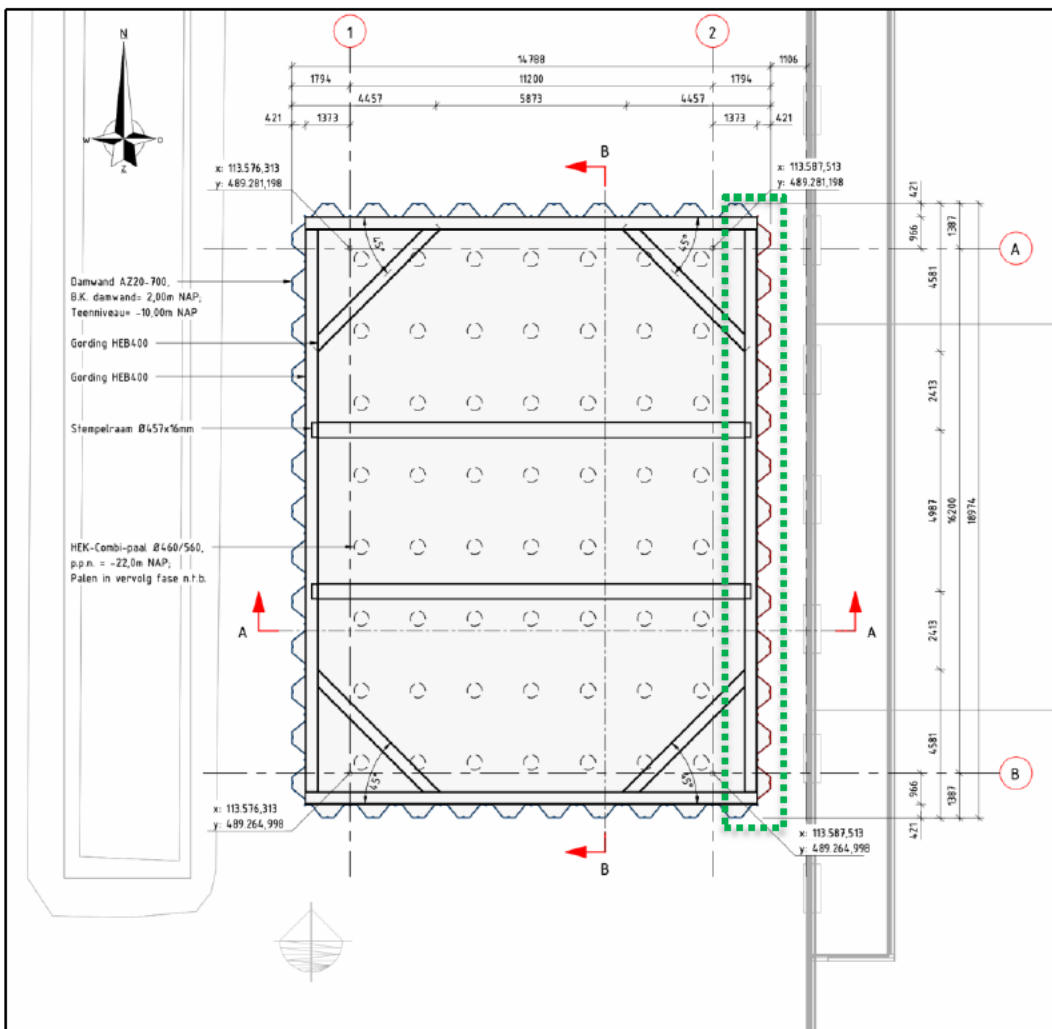 1
2
14788
1106
1794
11200
1794
4457
5873
4457
421
1373
1373
421
N
W
O
Z
B
x: 113.576,313
y: 489.281,198
x: 113.587,513
y: 489.281,198
45°
45°
421
966
1387
A
4581
Damwand AZ20-700,
B.K. damwand= 2,00m NAP;
Teenniveau= -10,00m NAP
Gording HEB400
Gording HEB400
2413
Stempelraam Ø457x16mm
4987
16200
18974
HEK-Combi-paal Ø460/560,
p.p.n. = -22,0m NAP;
Palen in vervolg fase n.t.b.
A
A
2413
4581
45°
45°
B
966
1387
421
x: 113.576,313
y: 489.264,998
x: 113.587,513
y: 489.264,998
B